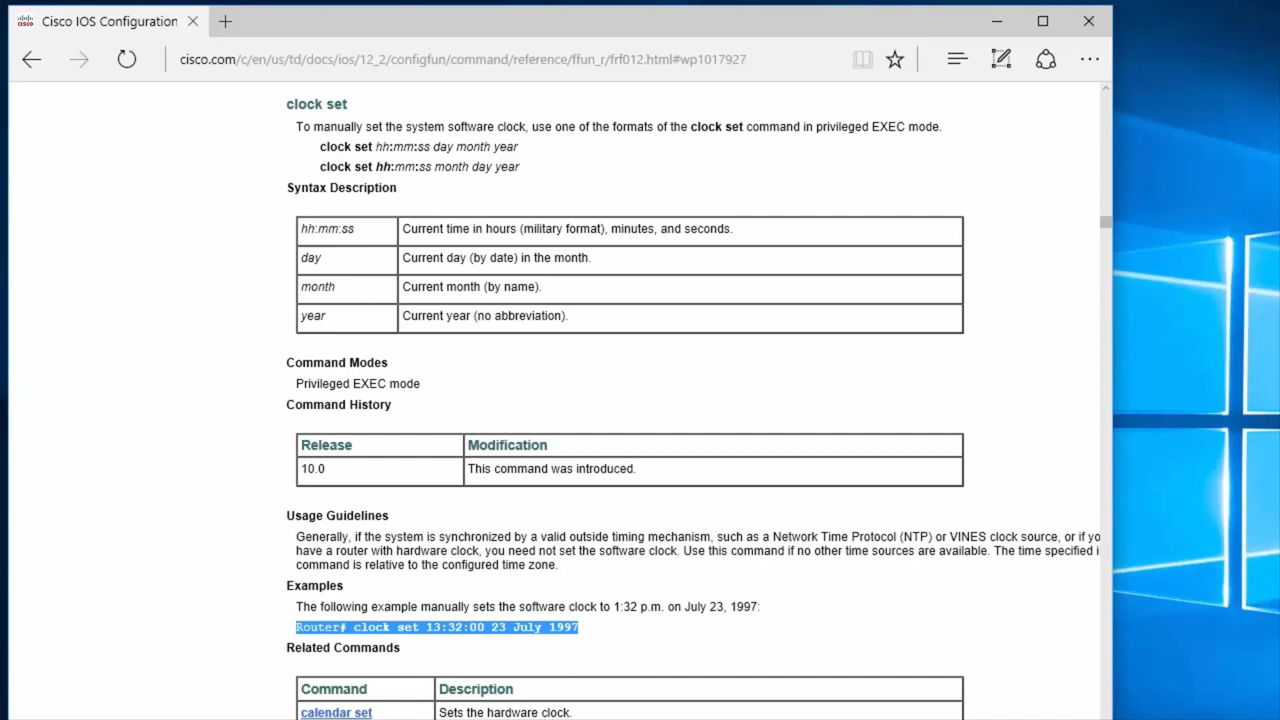 cisco
Cisco IOS Configuration
cisco.com/c/en/us/td/docs/ios/12_2/configfun/command/reference/ffun_r/frf012.html#wp1017927
clock set
To manually set the system software clock, use one of the formats of the clock set command in privileged EXEC mode.
clock set hh:mm:ss day month year
clock set hh:mm:ss month day year
Syntax Description
hh:mm:ss Current time in hours (military format), minutes, and seconds.
day Current day (by date) in the month.
month Current month (by name).
year Current year (no abbreviation).
Command Modes
Privileged EXEC mode
Command History
Release Modification
10.0 This command was introduced.
Usage Guidelines
Generally, if the system is synchronized by a valid outside timing mechanism, such as a Network Time Protocol (NTP) or VINES clock source, or if yo
have a router with hardware clock, you need not set the software clock. Use this command if no other time sources are available. The time specified i
command is relative to the configured time zone.
Examples
The following example manually sets the software clock to 1:32 p.m. on July 23, 1997:
Router# clock set 13:32:00 23 July 1997
Related Commands
Command Description
calendar set Sets the hardware clock.